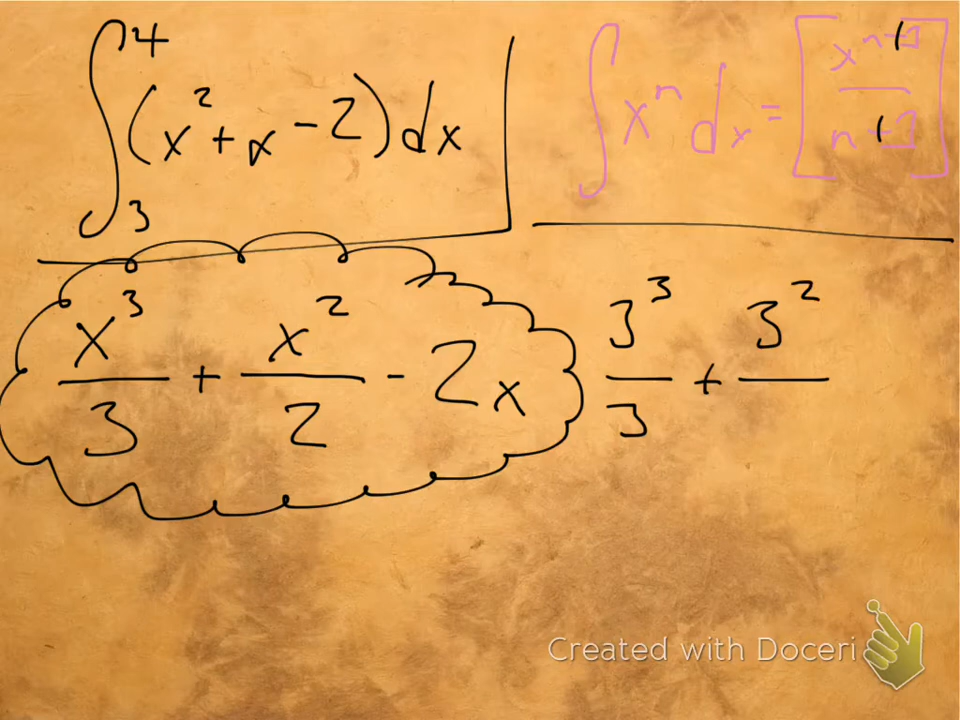 ∫₃⁴ (x² + x - 2) dx
∫ xⁿ dx = [xⁿ⁺¹ / n+1]
x³/3 + x²/2 - 2x
3³/3 + 3²/
Created with Doceri